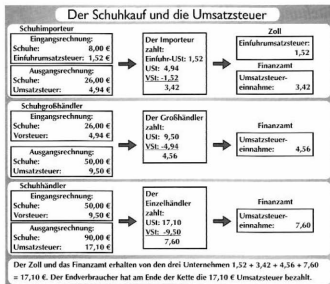 Der Schuhkauf und die Umsatzsteuer
Schuhimporteur
Eingangsrechnung:
Schuhe: 8,00 €
Einfuhrumsatzsteuer: 1,52 €
Ausgangsrechnung:
Schuhe: 26,00 €
Umsatzsteuer: 4,94 €
Der Importeur
zahlt:
Einfuhr-USt: 1,52
USt: 4,94
VSt: -1,52
3,42
Zoll
Einfuhrumsatzsteuer:
1,52
Finanzamt
Umsatzsteuer-
einnahme: 3,42
Schuhgroßhändler
Eingangsrechnung:
Schuhe: 26,00 €
Vorsteuer: 4,94 €
Ausgangsrechnung:
Schuhe: 50,00 €
Umsatzsteuer: 9,50 €
Der Großhändler
zahlt:
USt: 9,50
VSt: -4,94
4,56
Finanzamt
Umsatzsteuer-
einnahme: 4,56
Schuhhändler
Eingangsrechnung:
Schuhe: 50,00 €
Vorsteuer: 9,50 €
Ausgangsrechnung:
Schuhe: 90,00 €
Umsatzsteuer: 17,10 €
Der
Einzelhändler
zahlt:
USt: 17,10
VSt: -9,50
7,60
Finanzamt
Umsatzsteuer-
einnahme: 7,60
Der Zoll und das Finanzamt erhalten von den drei Unternehmen 1,52 + 3,42 + 4,56 + 7,60
= 17,10 €. Der Endverbraucher hat am Ende der Kette die 17,10 € Umsatzsteuer bezahlt.